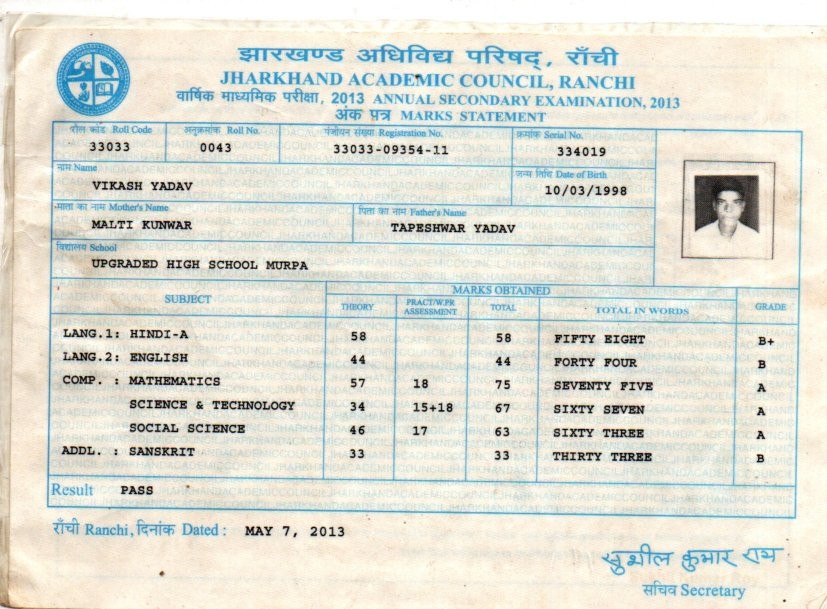 झारखण्ड अधिविद्य परिषद्, राँची
JHARKHAND ACADEMIC COUNCIL, RANCHI
वार्षिक माध्यमिक परीक्षा, 2013 ANNUAL SECONDARY EXAMINATION, 2013
अंक पत्र MARKS STATEMENT
रौल कोड Roll Code अनुक्रमांक Roll No. पंजीयन संख्या Registration No. क्रमांक Serial No.
33033 0043 33033-09354-11 334019
नाम Name जन्म तिथि Date of Birth
VIKASH YADAV 10/03/1998
माता का नाम Mother's Name पिता का नाम Father's Name
MALTI KUNWAR TAPESHWAR YADAV
विद्यालय School
UPGRADED HIGH SCHOOL MURPA
SUBJECT MARKS OBTAINED GRADE
THEORY PRACT/W.PR ASSESSMENT TOTAL TOTAL IN WORDS
LANG.1: HINDI-A 58 58 FIFTY EIGHT B+
LANG.2: ENGLISH 44 44 FORTY FOUR B
COMP. : MATHEMATICS 57 18 75 SEVENTY FIVE A
SCIENCE & TECHNOLOGY 34 15+18 67 SIXTY SEVEN A
SOCIAL SCIENCE 46 17 63 SIXTY THREE A
ADDL. : SANSKRIT 33 33 THIRTY THREE B
Result PASS
राँची Ranchi, दिनांक Dated : MAY 7, 2013
सुशील कुमार राय
सचिव Secretary